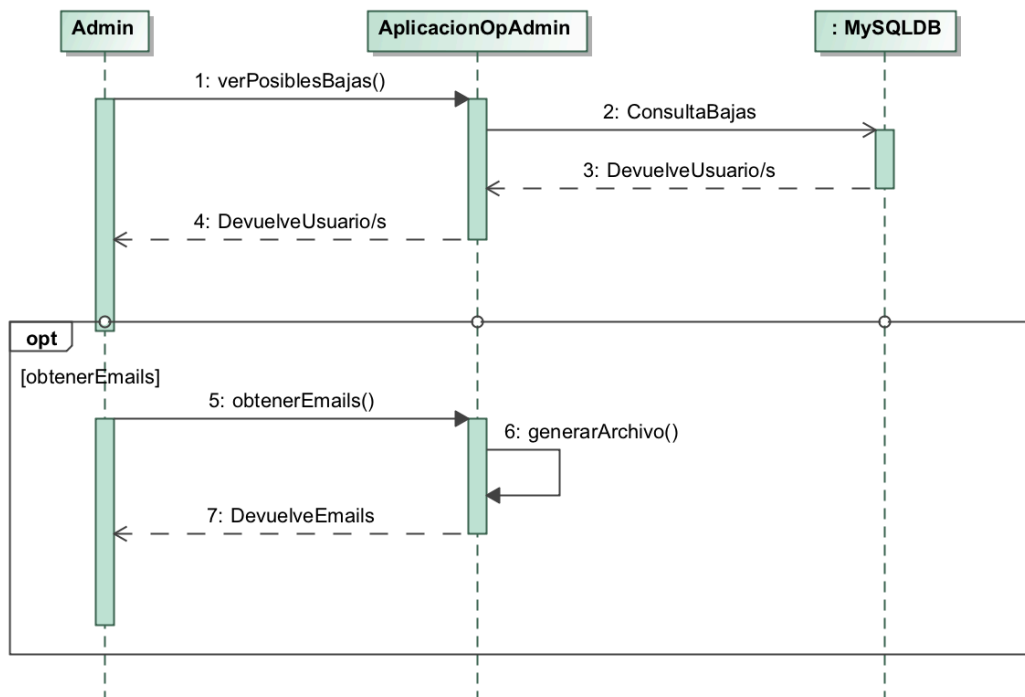 Admin
AplicacionOpAdmin
: MySQLDB
1: verPosiblesBajas()
2: ConsultaBajas
3: DevuelveUsuario/s
4: DevuelveUsuario/s
opt
[obtenerEmails]
5: obtenerEmails()
6: generarArchivo()
7: DevuelveEmails